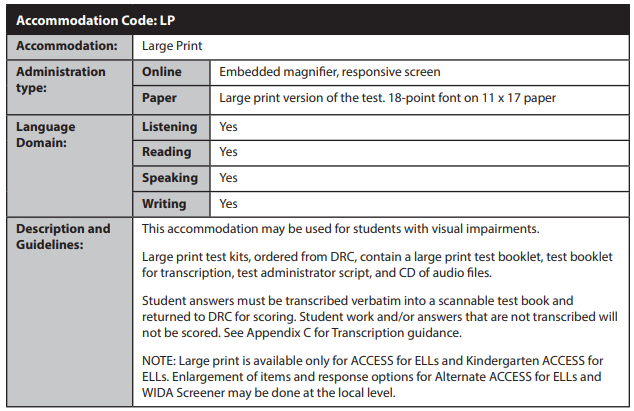 Accommodation Code: LP
Accommodation: Large Print
Administration Online Embedded magnifier, responsive screen
type:
Paper Large print version of the test. 18-point font on 11 x 17 paper
Language Listening Yes
Domain:
Reading Yes
Speaking Yes
Writing Yes
Description and This accommodation may be used for students with visual impairments.
Guidelines:
Large print test kits, ordered from DRC, contain a large print test booklet, test booklet
for transcription, test administrator script, and CD of audio files.
Student answers must be transcribed verbatim into a scannable test book and
returned to DRC for scoring. Student work and/or answers that are not transcribed will
not be scored. See Appendix C for Transcription guidance.
NOTE: Large print is available only for ACCESS for ELLs and Kindergarten ACCESS for
ELLs. Enlargement of items and response options for Alternate ACCESS for ELLs and
WIDA Screener may be done at the local level.